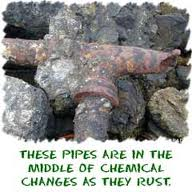 THESE PIPES ARE IN THE
MIDDLE OF CHEMICAL
CHANGES AS THEY RUST.